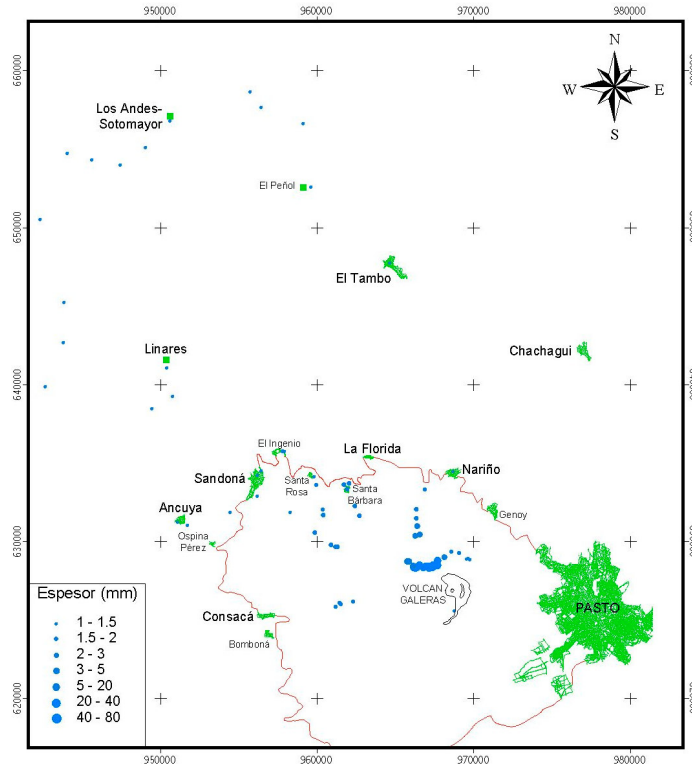 950000 960000 970000 980000
N
W E
S
660000
Los Andes-
Sotomayor
El Peñol
650000
El Tambo
Linares
Chachagui
640000
El Ingenio
La Florida
Sandoná
Santa
Rosa
Santa
Bárbara
Nariño
Ancuya
Genoy
Ospina
Pérez
630000
VOLCAN
GALERAS
PASTO
Consacá
Bomboná
Espesor (mm)
1 - 1.5
1.5 - 2
2 - 3
3 - 5
5 - 20
20 - 40
40 - 80
620000
950000 960000 970000 980000